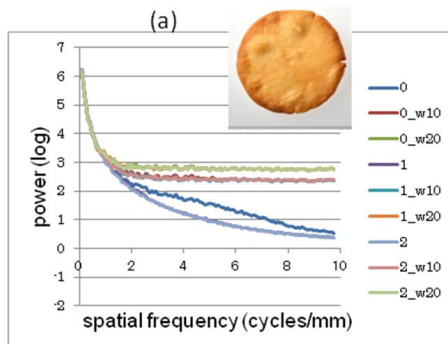 (a)
7
6
5
4
3
2
1
0
-1
-2
power (log)
0 2 4 6 8 10
spatial frequency (cycles/mm)
0
0_w10
0_w20
1
1_w10
1_w20
2
2_w10
2_w20